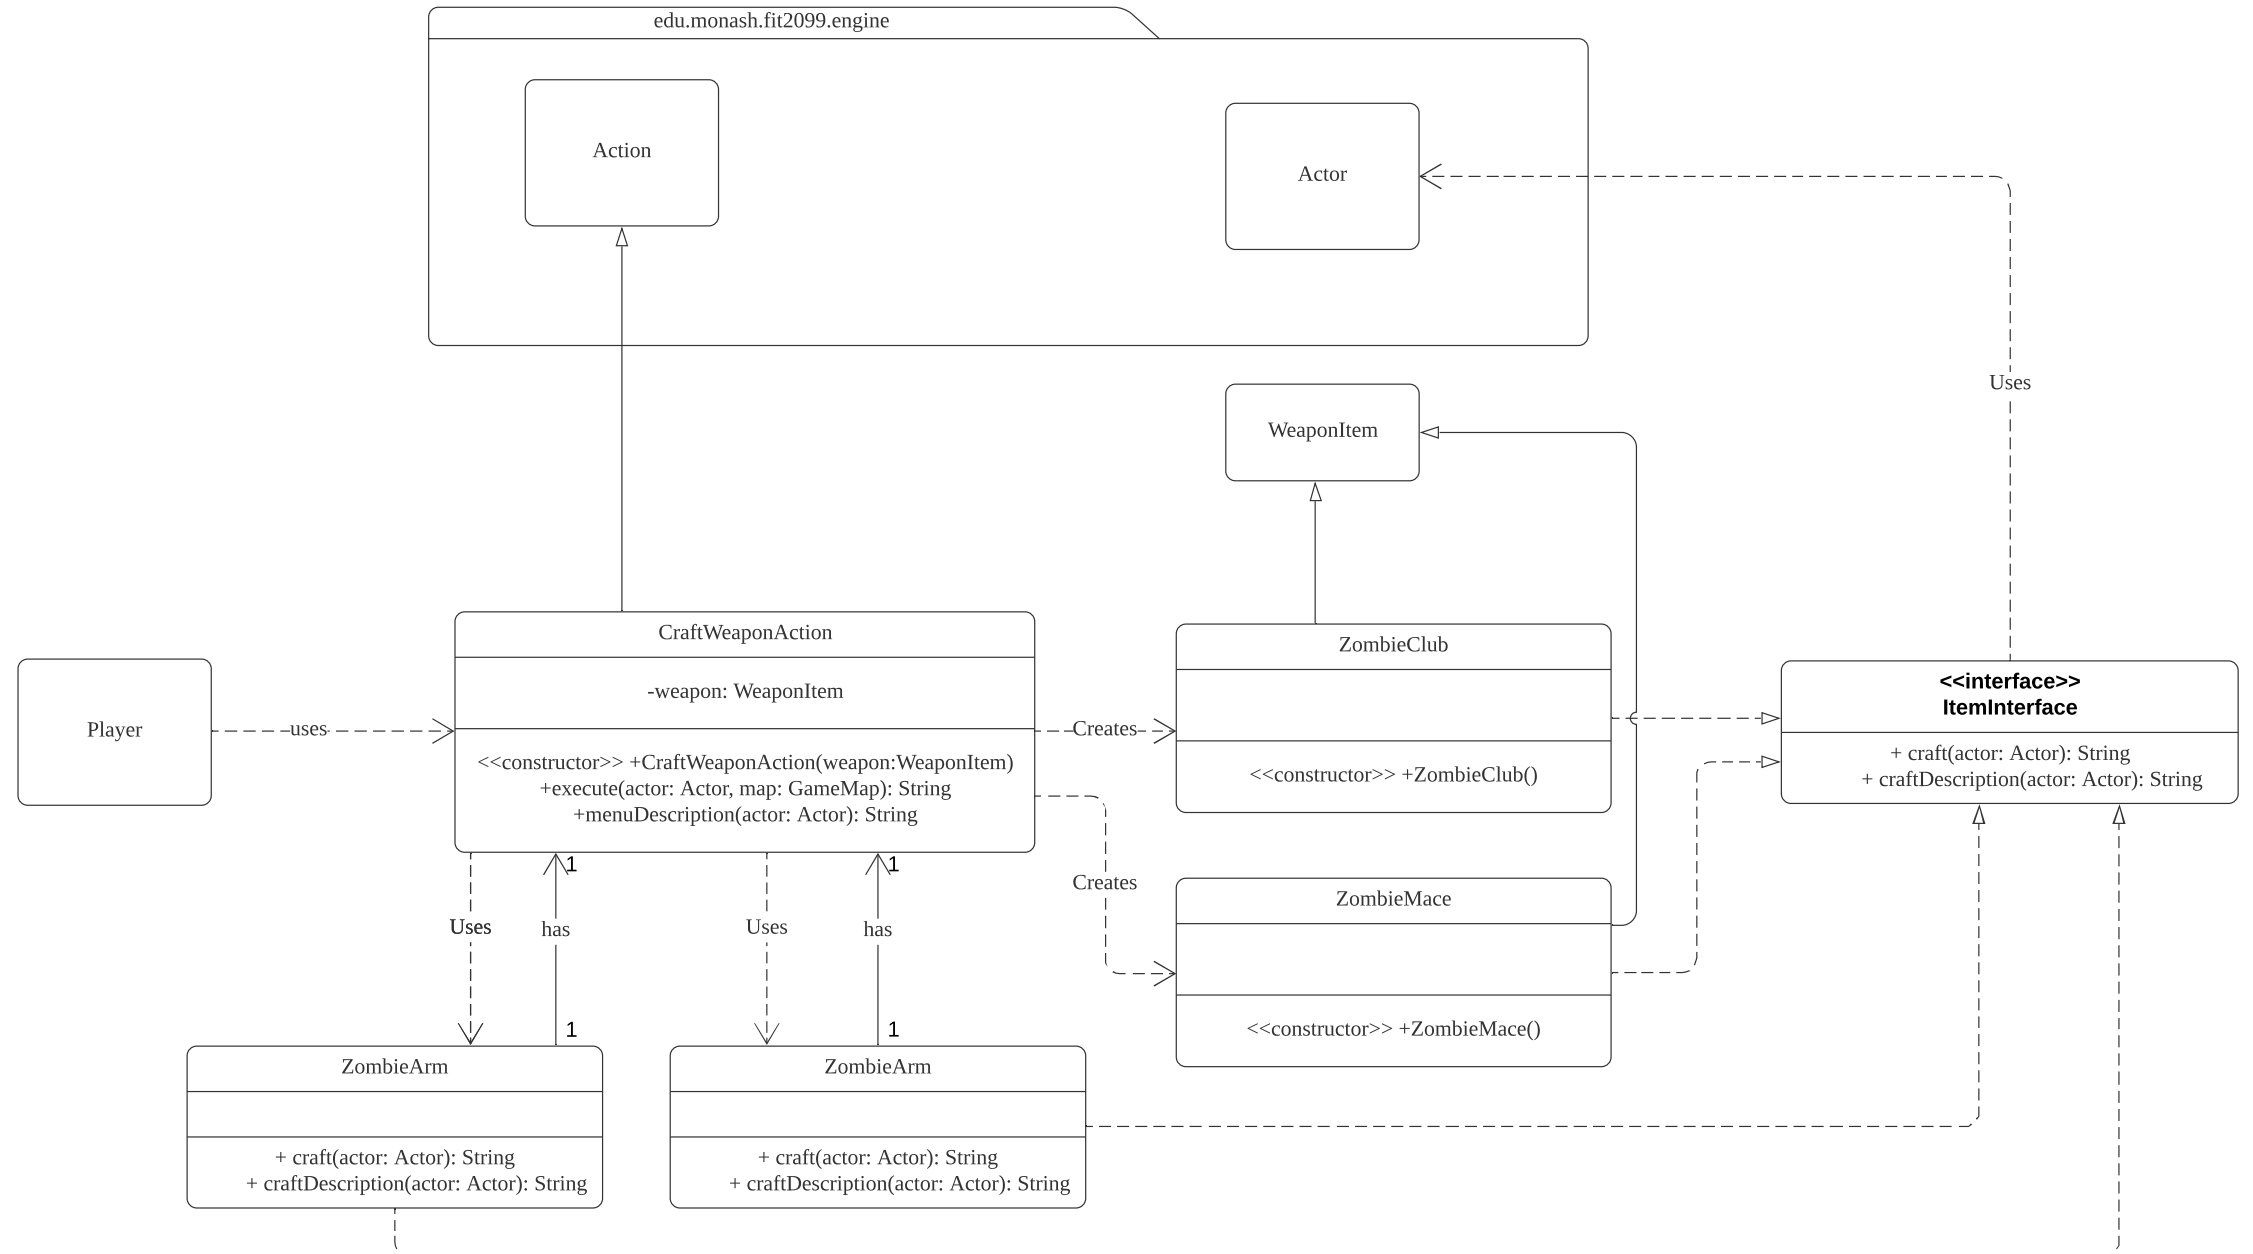 edu.monash.fit2099.engine
Action
Actor
Uses
WeaponItem
CraftWeaponAction
-weapon: WeaponItem
<<constructor>> +CraftWeaponAction(weapon:WeaponItem)
+execute(actor: Actor, map: GameMap): String
+menuDescription(actor: Actor): String
Player
uses
Creates
ZombieClub
<<constructor>> +ZombieClub()
<<interface>>
ItemInterface
+ craft(actor: Actor): String
+ craftDescription(actor: Actor): String
Creates
ZombieMace
<<constructor>> +ZombieMace()
1
1
Uses
has
Uses
has
1
1
ZombieArm
+ craft(actor: Actor): String
+ craftDescription(actor: Actor): String
ZombieArm
+ craft(actor: Actor): String
+ craftDescription(actor: Actor): String